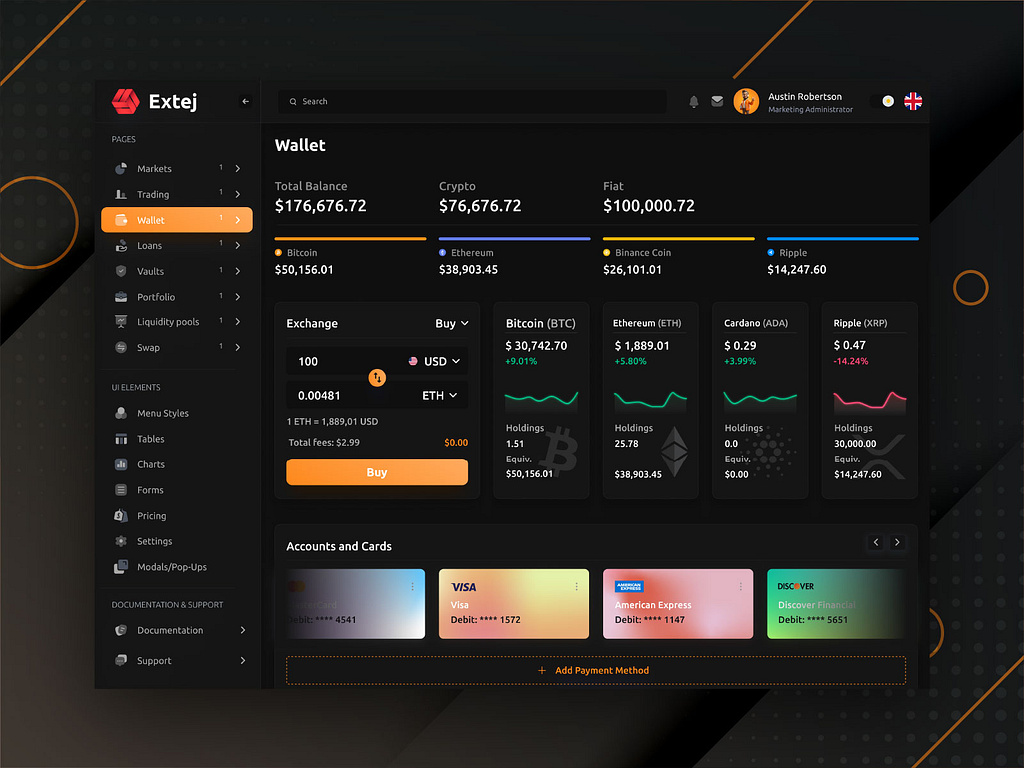 Extej
Search
Austin Robertson
Marketing Administrator
PAGES
Markets 1
Trading 1
Wallet 1
Loans 1
Vaults 1
Portfolio 1
Liquidity pools 1
Swap 1
UI ELEMENTS
Menu Styles
Tables
Charts
Forms
Pricing
Settings
Modals/Pop-Ups
DOCUMENTATION & SUPPORT
Documentation
Support
Wallet
Total Balance
$176,676.72
Crypto
$76,676.72
Fiat
$100,000.72
Bitcoin
$50,156.01
Ethereum
$38,903.45
Binance Coin
$26,101.01
Ripple
$14,247.60
Exchange Buy
100 USD
0.00481 ETH
1 ETH = 1,889,01 USD
Total fees: $2.99 $0.00
Buy
Bitcoin (BTC)
$ 30,742.70
+9.01%
Holdings
1.51
Equiv.
$50,156.01
Ethereum (ETH)
$ 1,889.01
+5.80%
Holdings
25.78
$38,903.45
Cardano (ADA)
$ 0.29
+3.99%
Holdings
0.0
Equiv.
$0.00
Ripple (XRP)
$ 0.47
-14.24%
Holdings
30,000.00
Equiv.
$14,247.60
Accounts and Cards
Debit: **** 4541
VISA
Visa
Debit: **** 1572
AMERICAN
EXPRESS
American Express
Debit: **** 1147
DISCOVER
Discover Financial
Debit: **** 5651
+ Add Payment Method